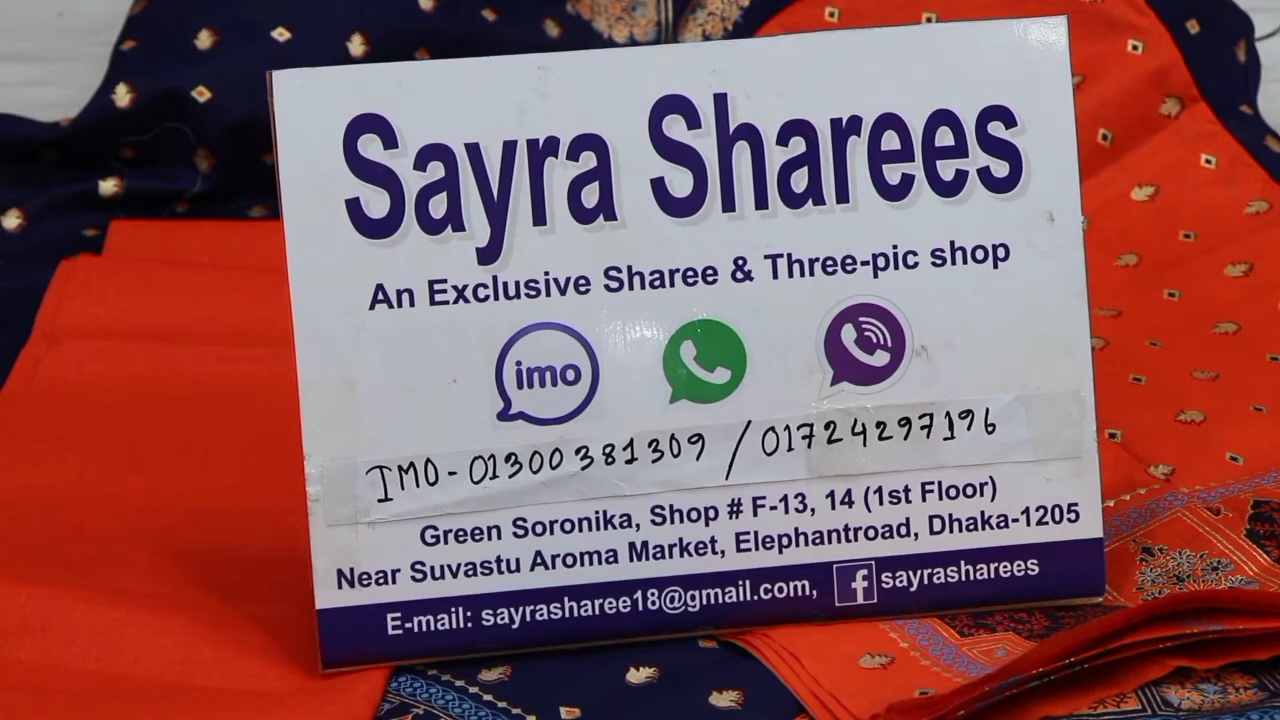 Sayra Sharees
An Exclusive Sharee & Three-pic shop
imo
IMO-01300381309 / 01724297196
Green Soronika, Shop # F-13, 14 (1st Floor)
Near Suvastu Aroma Market, Elephantroad, Dhaka-1205
E-mail: sayrasharee18@gmail.com, f sayrasharees